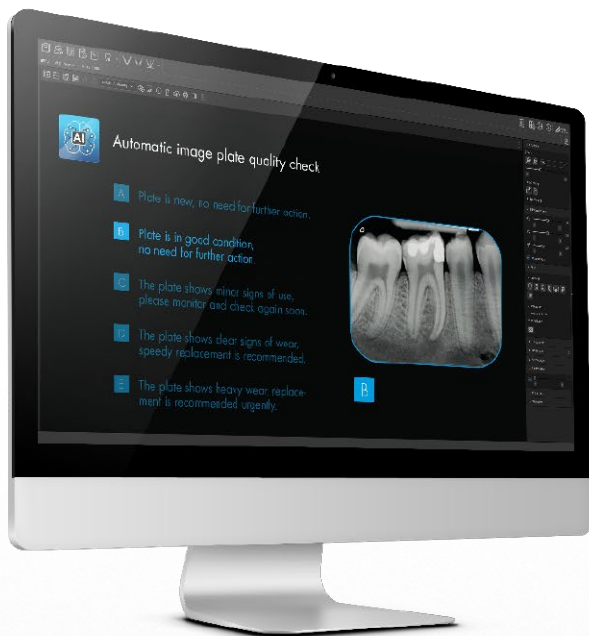 AI
Automatic image plate quality check
A Plate is new, no need for further action.
B Plate is in good condition,
no need for further action.
C The plate shows minor signs of use,
please monitor and check again soon.
The plate shows clear signs of wear,
speedy replacement is recommended.
E The plate shows heavy wear, replace-
ment is recommended urgently.
B